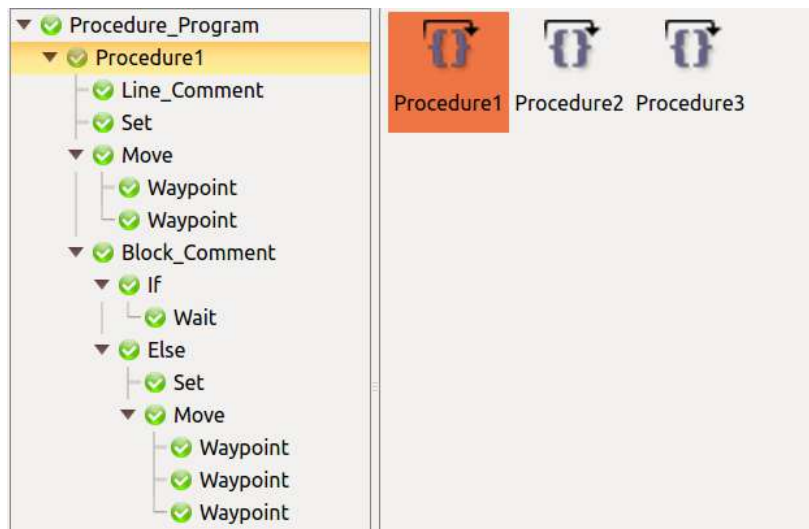 Procedure_Program
Procedure1
Line_Comment
Set
Move
Waypoint
Waypoint
Block_Comment
If
Wait
Else
Set
Move
Waypoint
Waypoint
Waypoint
Procedure1 Procedure2 Procedure3